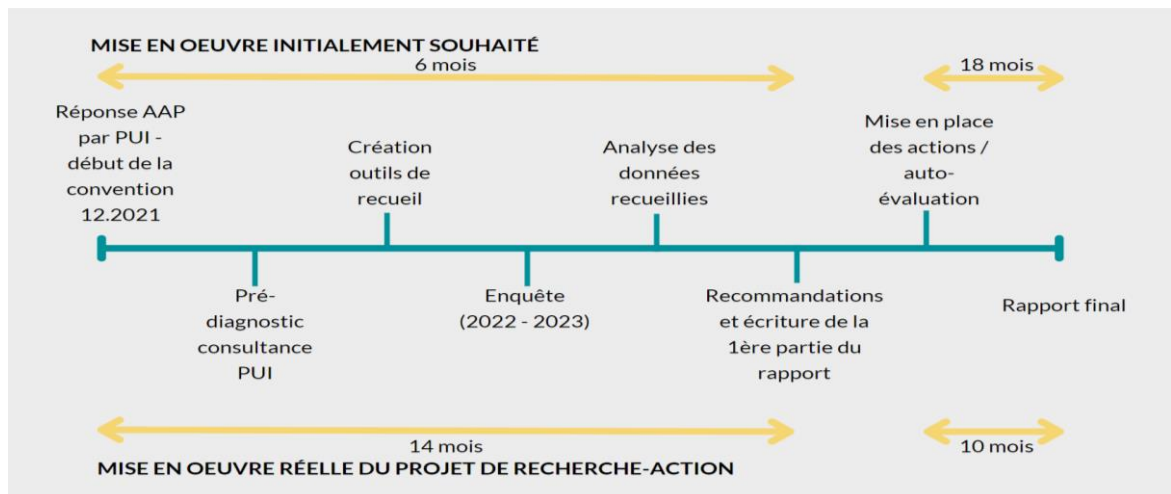 MISE EN OEUVRE INITIALEMENT SOUHAITÉ
6 mois
18 mois
Réponse AAP
par PUI -
début de la
convention
12.2021
Création
outils de
recueil
Analyse des
données
recueillies
Mise en place
des actions /
auto-
évaluation
Pré-
diagnostic
consultance
PUI
Enquête
(2022 - 2023)
Recommandations
et écriture de la
1ère partie du
rapport
Rapport final
14 mois
10 mois
MISE EN OEUVRE RÉELLE DU PROJET DE RECHERCHE-ACTION